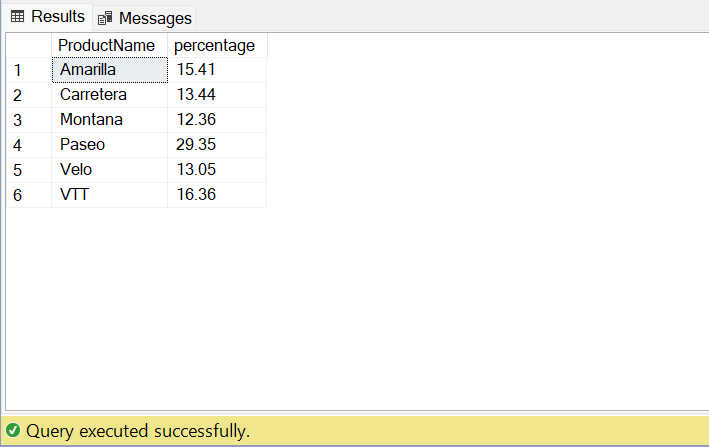 Results Messages
ProductName percentage
1 Amarilla 15.41
2 Carretera 13.44
3 Montana 12.36
4 Paseo 29.35
5 Velo 13.05
6 VTT 16.36
Query executed successfully.